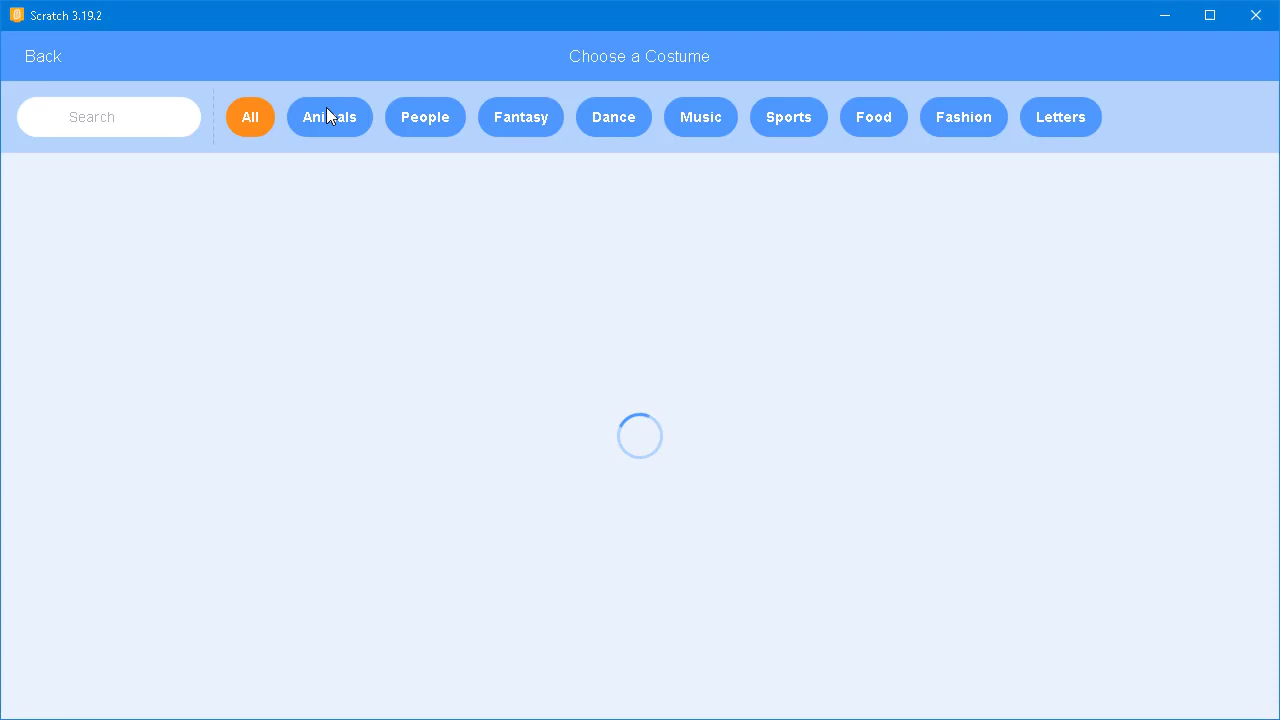 Scratch 3.19.2
Back
Choose a Costume
Search
All
Animals
People
Fantasy
Dance
Music
Sports
Food
Fashion
Letters